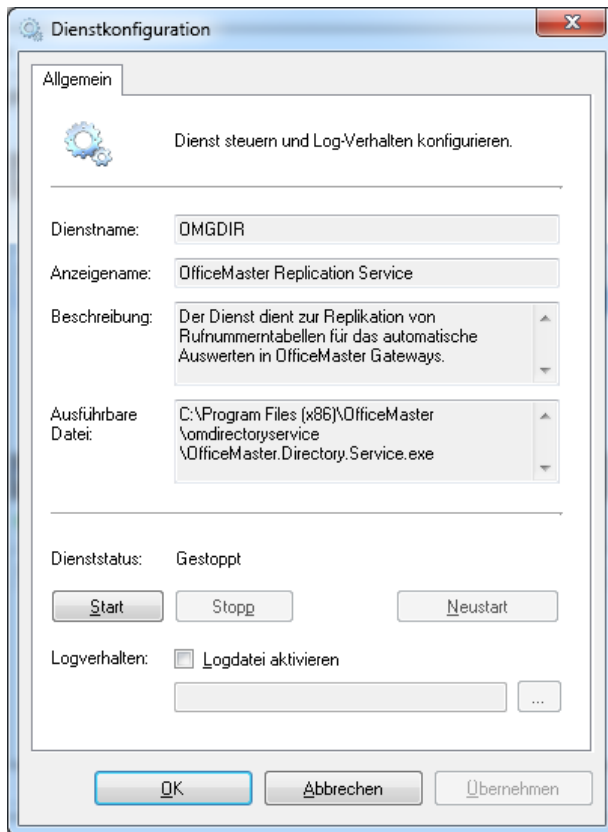 Dienstkonfiguration
Allgemein
Dienst steuern und Log-Verhalten konfigurieren.
Dienstname: OMGDIR
Anzeigename: OfficeMaster Replication Service
Beschreibung: Der Dienst dient zur Replikation von
Rufnummerntabellen für das automatische
Auswerten in OfficeMaster Gateways.
Ausführbare C:\Program Files (x86)\OfficeMaster
Datei: \omdirectoryservice
\OfficeMaster.Directory.Service.exe
Dienststatus: Gestoppt
Start Stopp Neustart
Logverhalten: Logdatei aktivieren
...
OK Abbrechen Übernehmen